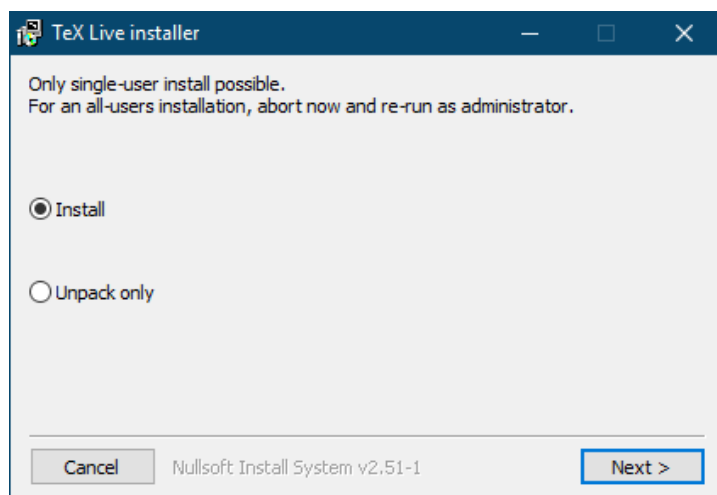 TeX Live installer
Only single-user install possible.
For an all-users installation, abort now and re-run as administrator.
Install
Unpack only
Cancel
Nullsoft Install System v2.51-1
Next >